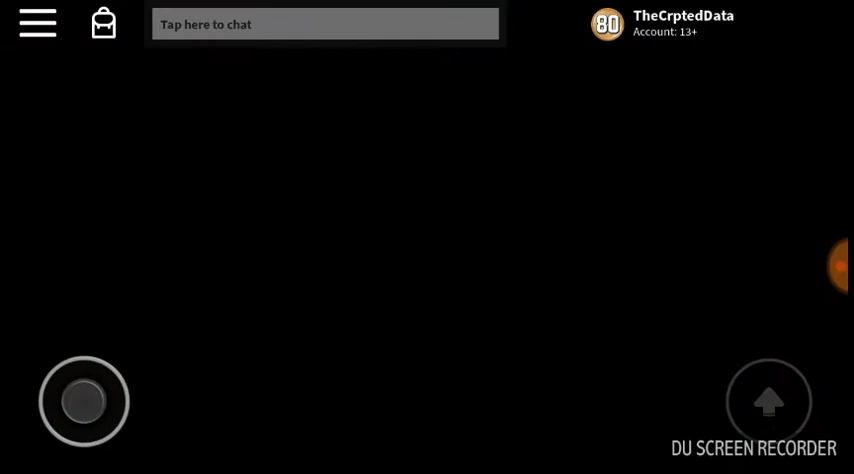 Tap here to chat
80
TheCrptedData
Account: 13+
DU SCREEN RECORDER